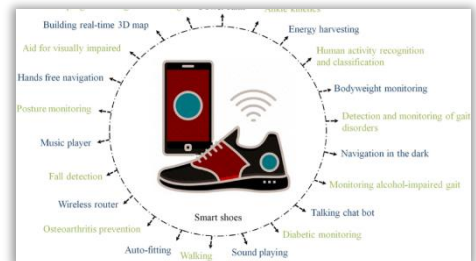 Building real-time 3D map
Energy harvesting
Aid for visually impaired
Human activity recognition
and classification
Hands free navigation
Bodyweight monitoring
Posture monitoring
Detection and monitoring of gait
disorders
Music player
Navigation in the dark
Fall detection
Monitoring alcohol-impaired gait
Wireless router
Talking chat bot
Smart shoes
Osteoarthritis prevention
Diabetic monitoring
Auto-fitting
Walking
Sound playing